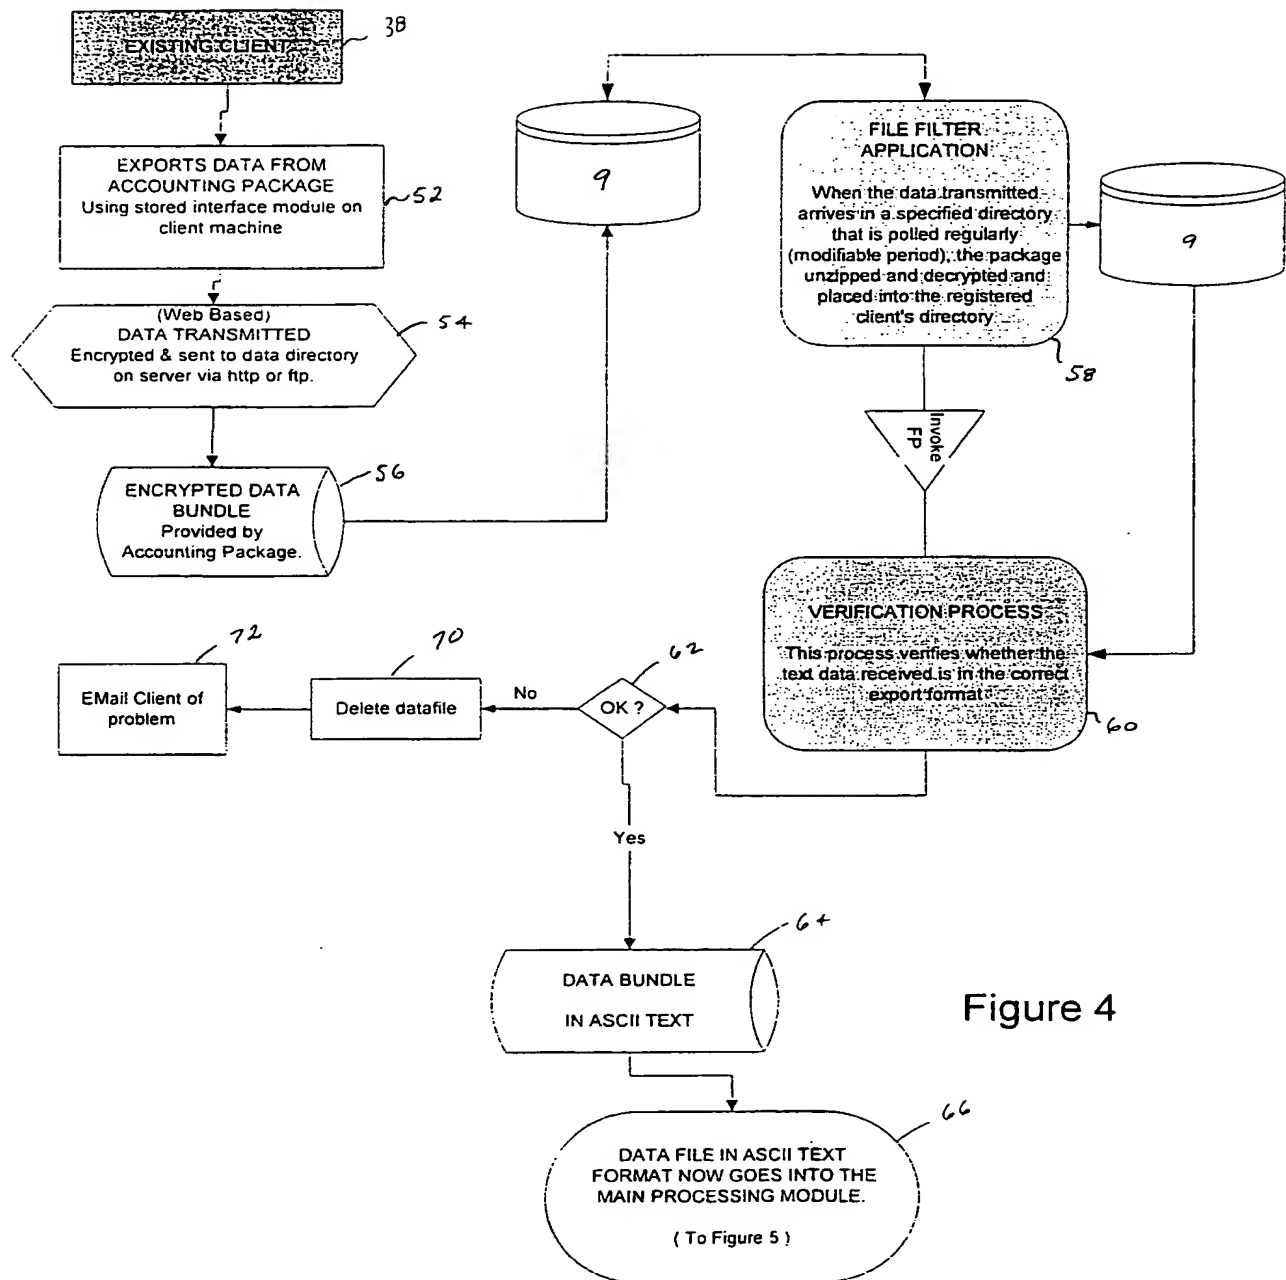 EXISTING CLIENT
38
EXPORTS DATA FROM
ACCOUNTING PACKAGE
Using stored interface module on
client machine
52
(Web Based)
DATA TRANSMITTED
Encrypted & sent to data directory
on server via http or ftp.
54
ENCRYPTED DATA
BUNDLE
Provided by
Accounting Package.
56
9
FILE FILTER
APPLICATION
When the data transmitted
arrives in a specified directory
that is polled regularly
(modifiable period), the package
unzipped and decrypted and
placed into the registered
client's directory
58
9
Invoke
FP
VERIFICATION PROCESS
This process verifies whether the
text data received is in the correct
export format
60
62
OK ?
No
70
Delete datafile
72
EMail Client of
problem
Yes
64
DATA BUNDLE
IN ASCII TEXT
Figure 4
66
DATA FILE IN ASCII TEXT
FORMAT NOW GOES INTO THE
MAIN PROCESSING MODULE.
( To Figure 5 )